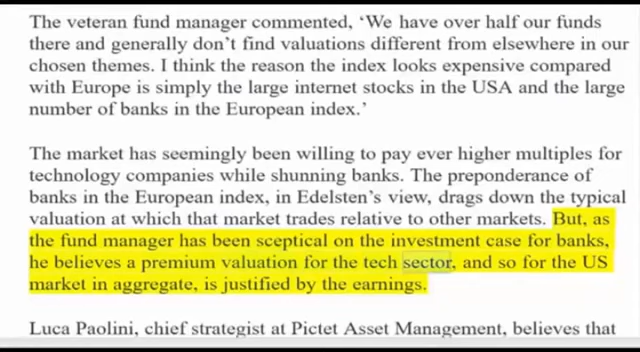 The veteran fund manager commented, ‘We have over half our funds
there and generally don’t find valuations different from elsewhere in our
chosen themes. I think the reason the index looks expensive compared
with Europe is simply the large internet stocks in the USA and the large
number of banks in the European index.’
The market has seemingly been willing to pay ever higher multiples for
technology companies while shunning banks. The preponderance of
banks in the European index, in Edelsten’s view, drags down the typical
valuation at which that market trades relative to other markets. But, as
the fund manager has been sceptical on the investment case for banks,
he believes a premium valuation for the tech sector, and so for the US
market in aggregate, is justified by the earnings.
Luca Paolini, chief strategist at Pictet Asset Management, believes that